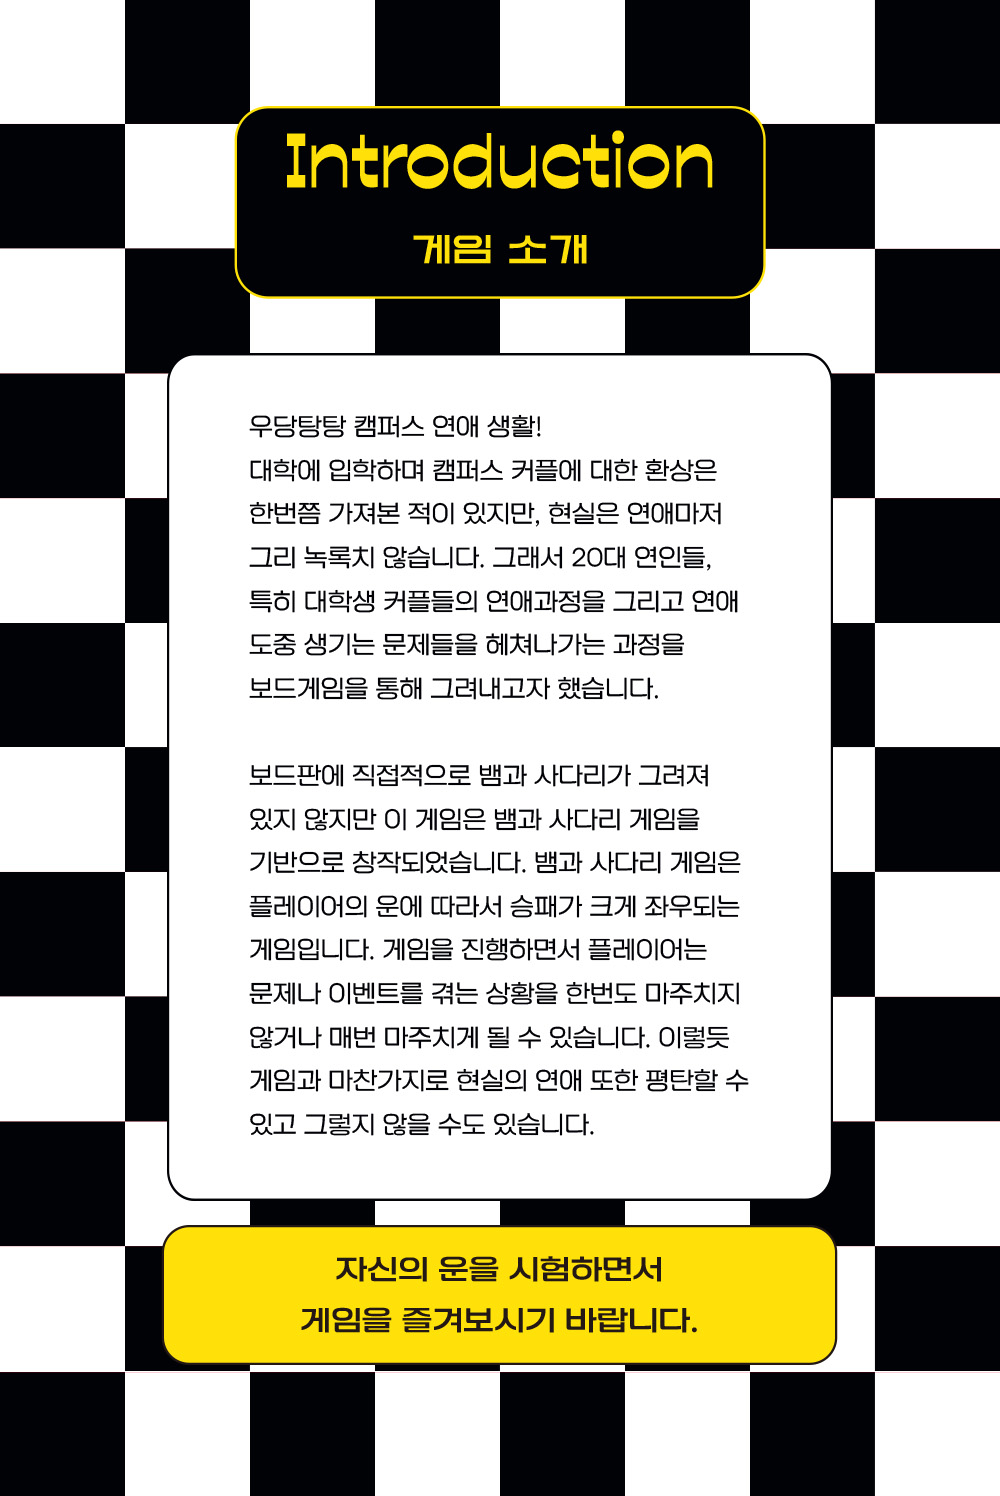 Introduction
게임 소개
우당탕탕 캠퍼스 연애 생활!
대학에 입학하며 캠퍼스 커플에 대한 환상은
한번쯤 가져본 적이 있지만, 현실은 연애마저
그리 녹록치 않습니다. 그래서 20대 연인들,
특히 대학생 커플들의 연애과정을 그리고 연애
도중 생기는 문제들을 헤쳐나가는 과정을
보드게임을 통해 그려내고자 했습니다.
보드판에 직접적으로 뱀과 사다리가 그려져
있지 않지만 이 게임은 뱀과 사다리 게임을
기반으로 창작되었습니다. 뱀과 사다리 게임은
플레이어의 운에 따라서 승패가 크게 좌우되는
게임입니다. 게임을 진행하면서 플레이어는
문제나 이벤트를 겪는 상황을 한번도 마주치지
않거나 매번 마주치게 될 수 있습니다. 이렇듯
게임과 마찬가지로 현실의 연애 또한 평탄할 수
있고 그렇지 않을 수도 있습니다.
자신의 운을 시험하면서
게임을 즐겨보시기 바랍니다.